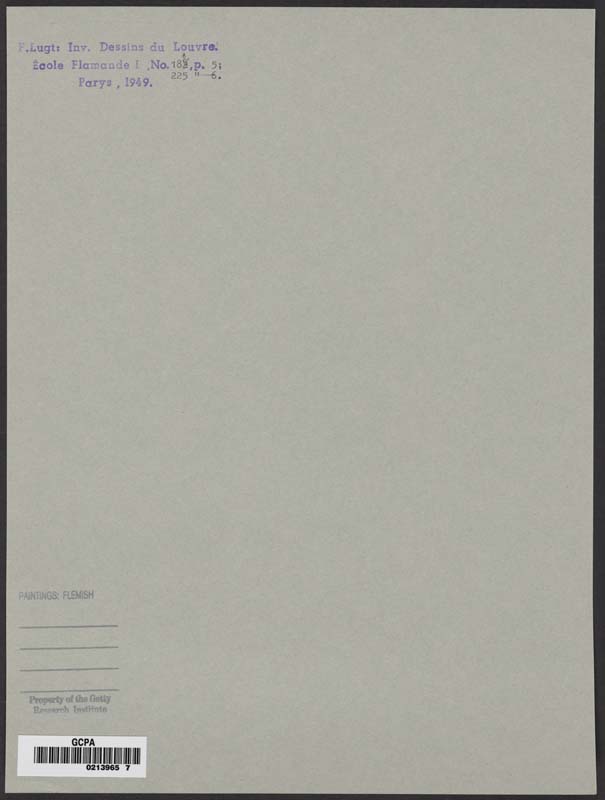 F.Lugt: Inv. Dessins du Louvre.
École Flamande I ,No. ,p. 5;
225 " 6.
Parys , 1949.
PAINTINGS: FLEMISH
Property of the Getty
Research Institute
GCPA
0213965 7